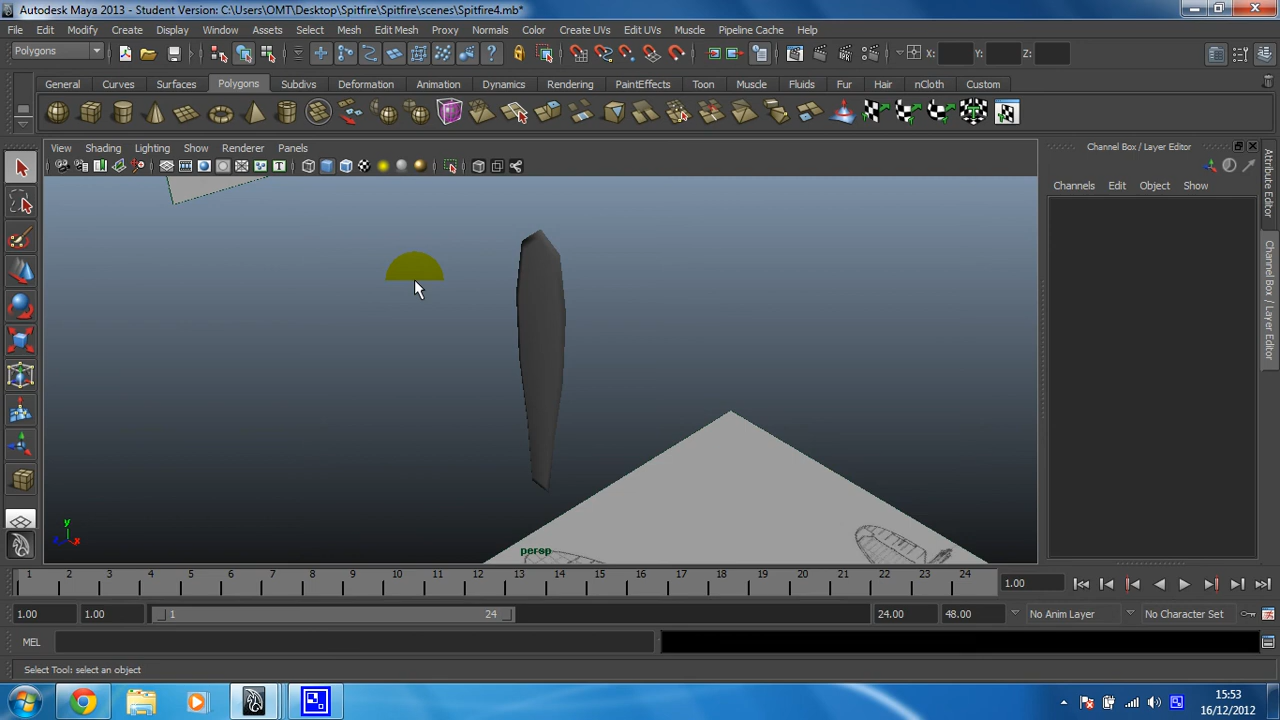 Autodesk Maya 2013 - Student Version: C:\Users\OMT\Desktop\Spitfire\Spitfire\scenes\Spitfire4.mb*
File Edit Modify Create Display Window Assets Select Mesh Edit Mesh Proxy Normals Color Create UVs Edit UVs Muscle Pipeline Cache Help
Polygons X: Y: Z:
General Curves Surfaces Polygons Subdivs Deformation Animation Dynamics Rendering PaintEffects Toon Muscle Fluids Fur Hair nCloth Custom
View Shading Lighting Show Renderer Panels
Channel Box / Layer Editor
Channels Edit Object Show
Attribute Editor
Channel Box / Layer Editor
y
x
persp
1 2 3 4 5 6 7 8 9 10 11 12 13 14 15 16 17 18 19 20 21 22 23 24 1.00
1.00 1.00 1 24 24.00 48.00 No Anim Layer No Character Set
MEL
Select Tool: select an object
15:53
16/12/2012